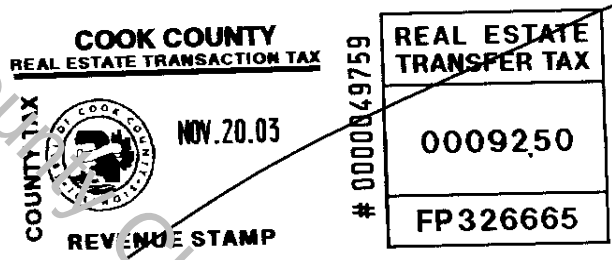 COOK COUNTY
REAL ESTATE TRANSACTION TAX
COUNTY TAX
NOV.20.03
REVENUE STAMP
# 0000049759
REAL ESTATE
TRANSFER TAX
0009250
FP326665